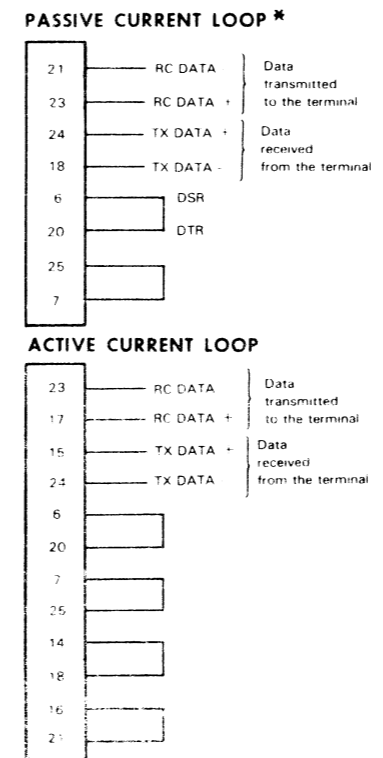 PASSIVE CURRENT LOOP *
21 RC DATA
23 RC DATA +
Data
transmitted
to the terminal
24 TX DATA +
18 TX DATA -
Data
received
from the terminal
6 DSR
20 DTR
25
7
ACTIVE CURRENT LOOP
23 RC DATA
17 RC DATA +
Data
transmitted
to the terminal
15 TX DATA +
24 TX DATA
Data
received
from the terminal
6
20
7
25
14
18
16
21